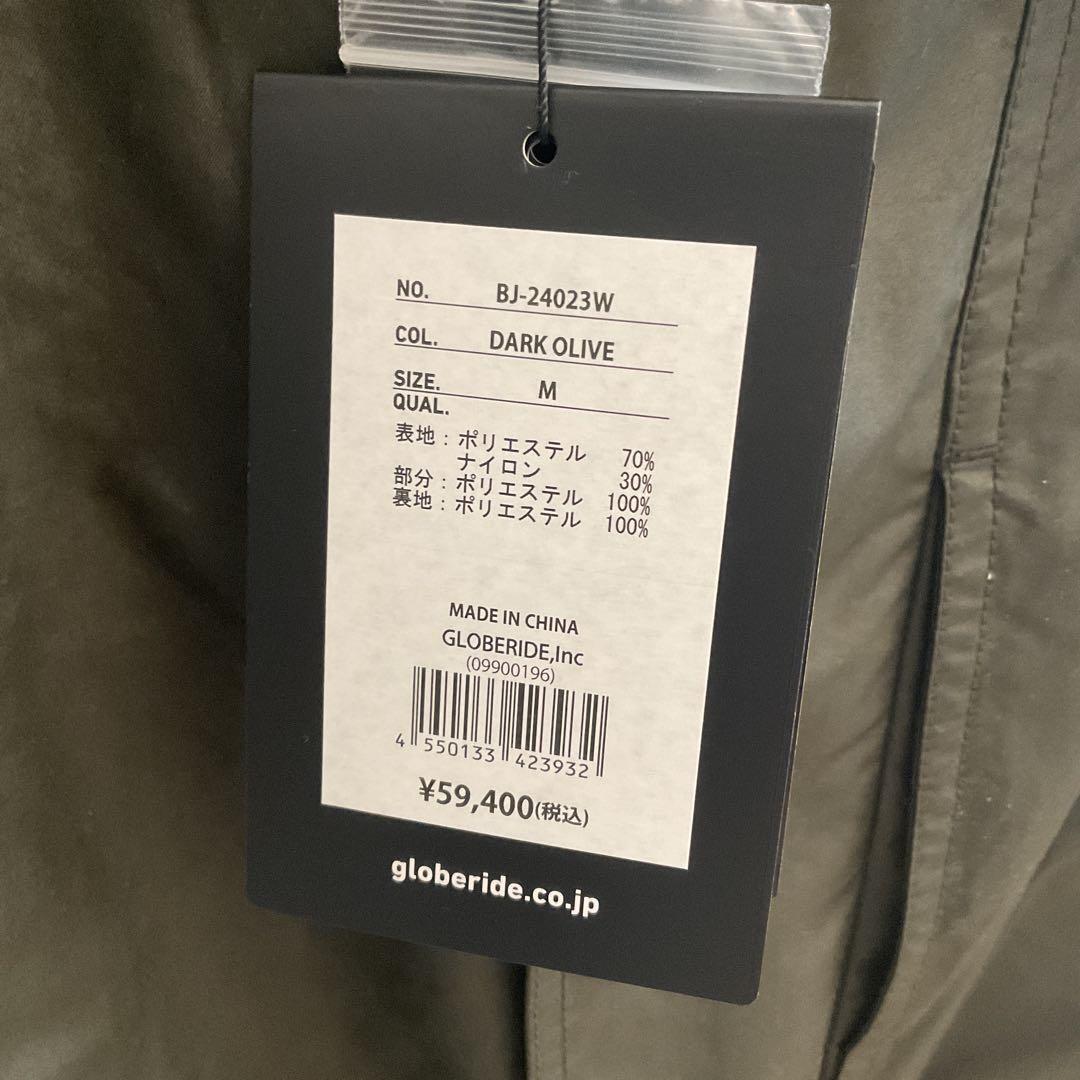 NO. BJ-24023W
COL. DARK OLIVE
SIZE. M
QUAL.
表地：ポリエステル 70%
ナイロン 30%
部分：ポリエステル 100%
裏地：ポリエステル 100%
MADE IN CHINA
GLOBERIDE,Inc
(09900196)
4 550133 423932
¥59,400(税込)
globeride.co.jp